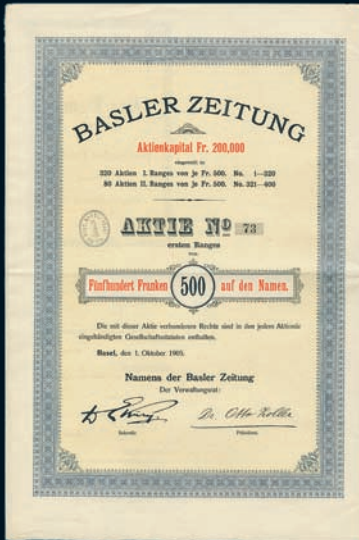 BASLER ZEITUNG
Aktienkapital Fr. 200,000
eingeteilt in
320 Aktien I. Ranges von je Fr. 500. No. 1—320
80 Aktien II. Ranges von je Fr. 500. No. 321—400
AKTIE No 73
ersten Ranges
von
Fünfhundert Franken 500 auf den Namen.
Die mit dieser Aktie verbundenen Rechte sind in den jedem Aktionär
eingehändigten Gesellschaftsstatuten enthalten.
Basel, den 1. Oktober 1905.
Namens der Basler Zeitung
Der Verwaltungsrat:
Dr. Otto Zoller
Sekretär. Präsident.